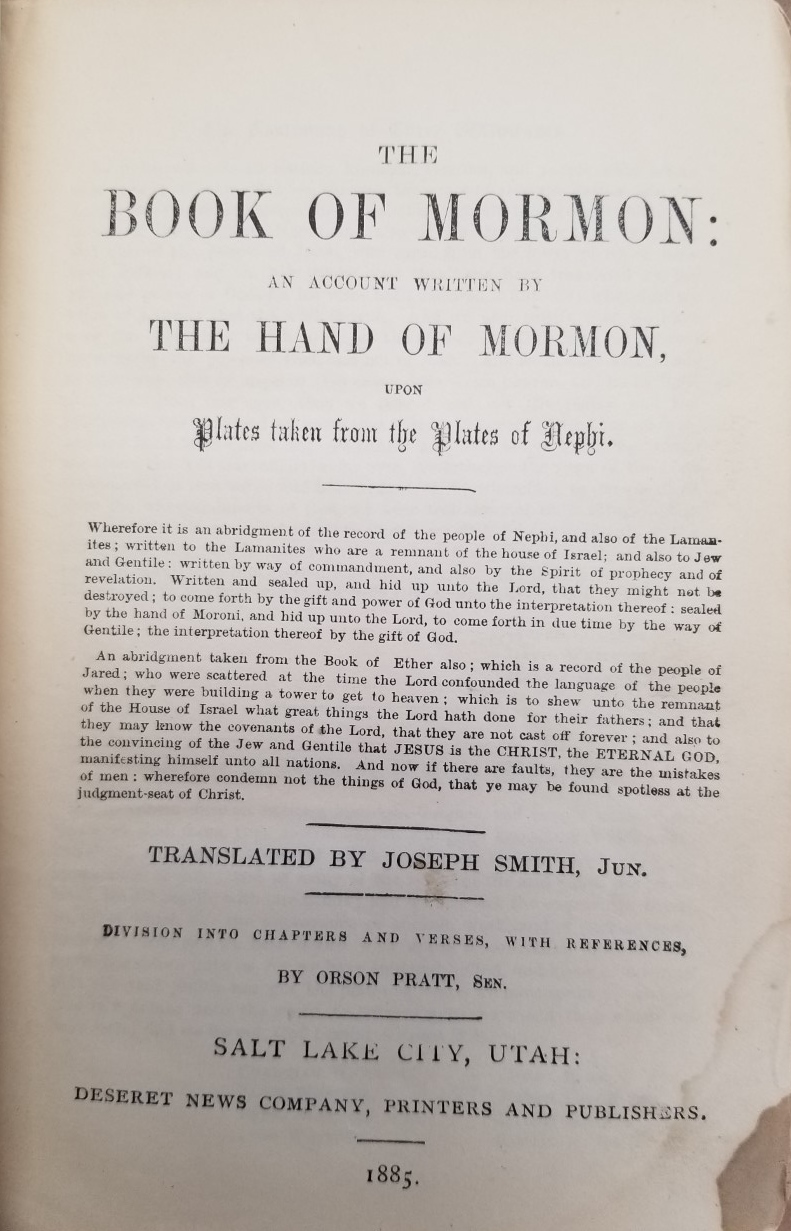 THE
BOOK OF MORMON:
AN ACCOUNT WRITTEN BY
THE HAND OF MORMON,
UPON
Plates taken from the Plates of Nephi.
Wherefore it is an abridgment of the record of the people of Nephi, and also of the Laman-
ites; written to the Lamanites who are a remnant of the house of Israel; and also to Jew
and Gentile: written by way of commandment, and also by the Spirit of prophecy and of
revelation. Written and sealed up, and hid up unto the Lord, that they might not be
destroyed; to come forth by the gift and power of God unto the interpretation thereof: sealed
by the hand of Moroni, and hid up unto the Lord, to come forth in due time by the way of
Gentile; the interpretation thereof by the gift of God.
An abridgment taken from the Book of Ether also; which is a record of the people of
Jared; who were scattered at the time the Lord confounded the language of the people
when they were building a tower to get to heaven; which is to shew unto the remnant
of the House of Israel what great things the Lord hath done for their fathers; and that
they may know the covenants of the Lord, that they are not cast off forever; and also to
the convincing of the Jew and Gentile that JESUS is the CHRIST, the ETERNAL GOD,
manifesting himself unto all nations. And now if there are faults, they are the mistakes
of men: wherefore condemn not the things of God, that ye may be found spotless at the
judgment-seat of Christ.
TRANSLATED BY JOSEPH SMITH, JUN.
DIVISION INTO CHAPTERS AND VERSES, WITH REFERENCES,
BY ORSON PRATT, SEN.
SALT LAKE CITY, UTAH:
DESERET NEWS COMPANY, PRINTERS AND PUBLISHERS.
1885.